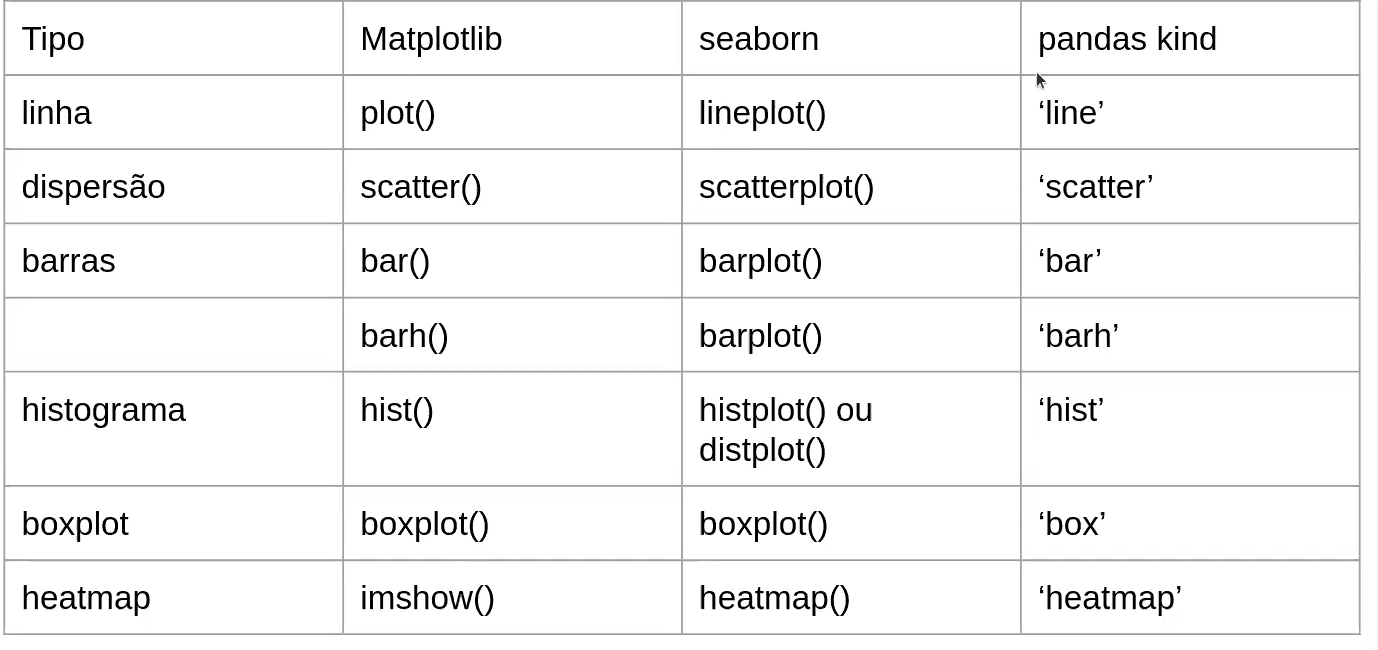 Tipo Matplotlib seaborn pandas kind
linha plot() lineplot() ‘line’
dispersão scatter() scatterplot() ‘scatter’
barras bar() barplot() ‘bar’
barh() barplot() ‘barh’
histograma hist() histplot() ou ‘hist’
distplot()
boxplot boxplot() boxplot() ‘box’
heatmap imshow() heatmap() ‘heatmap’